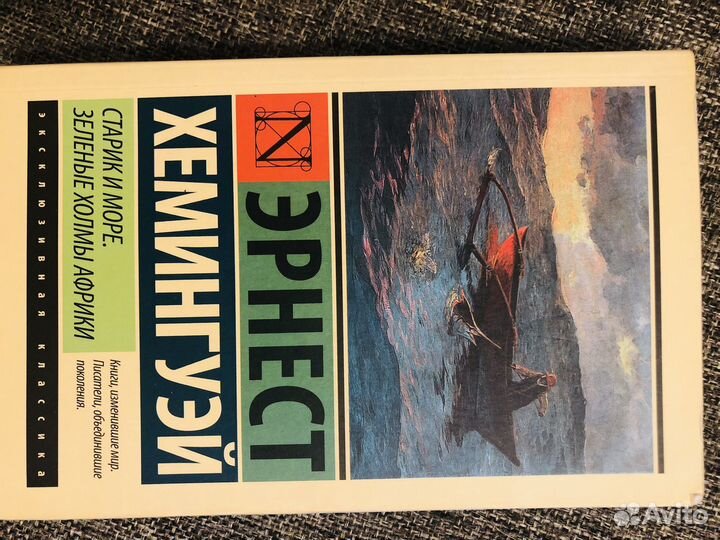 ЭРНЕСТ
ХЕМИНГУЭЙ
СТАРИК И МОРЕ.
ЗЕЛЕНЫЕ ХОЛМЫ АФРИКИ
Книги, изменившие мир.
Писатели, объединившие
поколения.
ЭКСКЛЮЗИВНАЯ КЛАССИКА
Avito